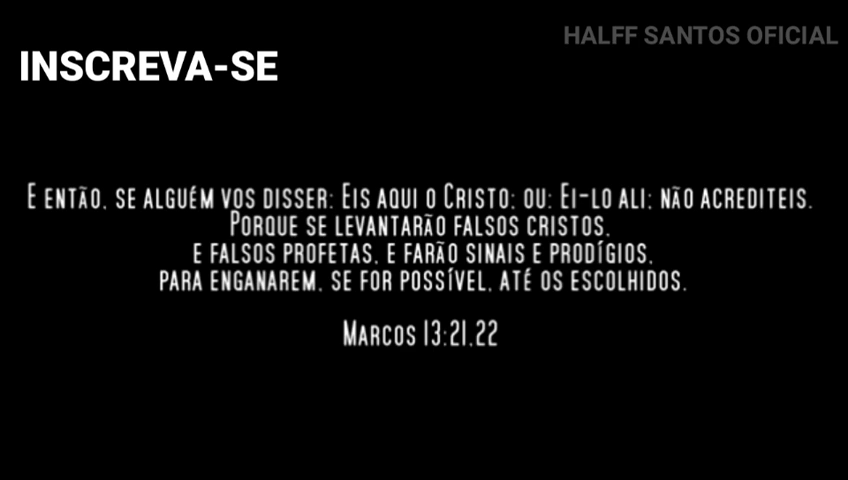 HALFF SANTOS OFICIAL
INSCREVA-SE
E ENTÃO, SE ALGUÉM VOS DISSER: EIS AQUI O CRISTO; OU: EI-LO ALI; NÃO ACREDITEIS.
PORQUE SE LEVANTARÃO FALSOS CRISTOS,
E FALSOS PROFETAS, E FARÃO SINAIS E PRODÍGIOS,
PARA ENGANAREM, SE FOR POSSÍVEL, ATÉ OS ESCOLHIDOS.
MARCOS 13:21,22